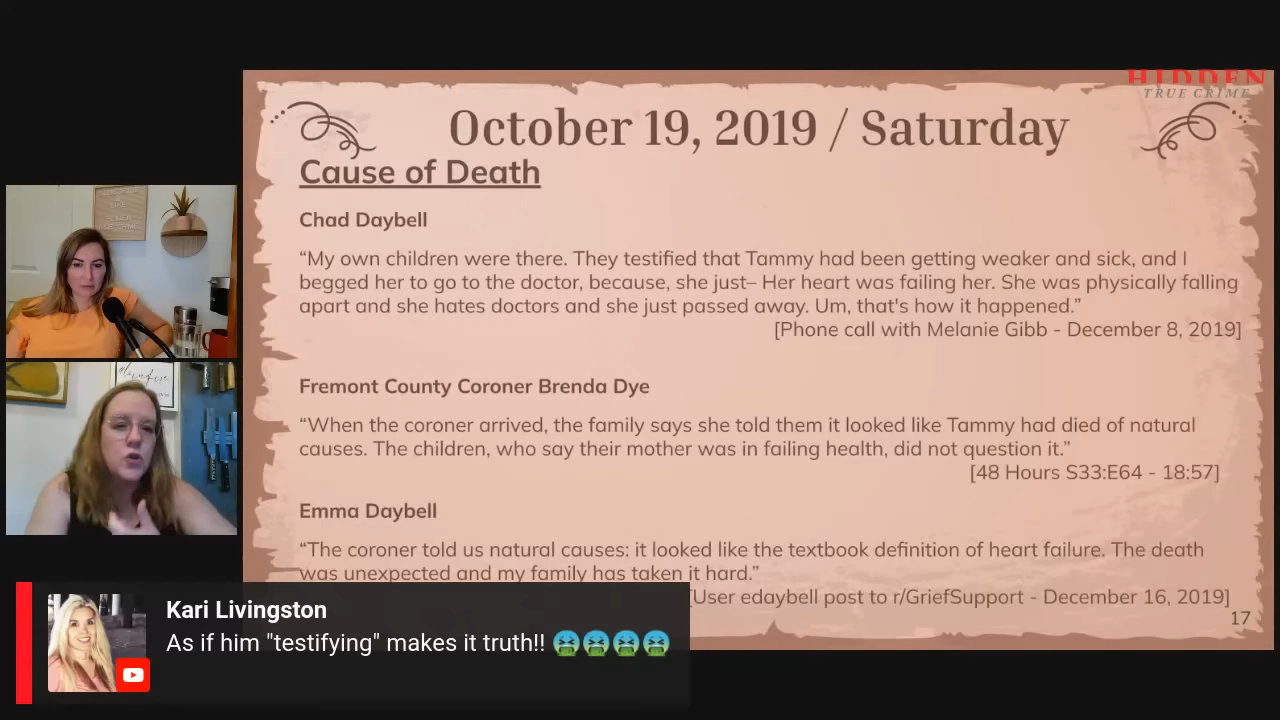 HIDDEN
TRUE CRIME
October 19, 2019 / Saturday
Cause of Death
Chad Daybell
“My own children were there. They testified that Tammy had been getting weaker and sick, and I
begged her to go to the doctor, because, she just– Her heart was failing her. She was physically falling
apart and she hates doctors and she just passed away. Um, that's how it happened.”
[Phone call with Melanie Gibb - December 8, 2019]
Fremont County Coroner Brenda Dye
“When the coroner arrived, the family says she told them it looked like Tammy had died of natural
causes. The children, who say their mother was in failing health, did not question it.”
[48 Hours S33:E64 - 18:57]
Emma Daybell
“The coroner told us natural causes: it looked like the textbook definition of heart failure. The death
was unexpected and my family has taken it hard.”
[User edaybell post to r/GriefSupport - December 16, 2019]
17
Kari Livingston
As if him "testifying" makes it truth!! 🤮🤮🤮🤮